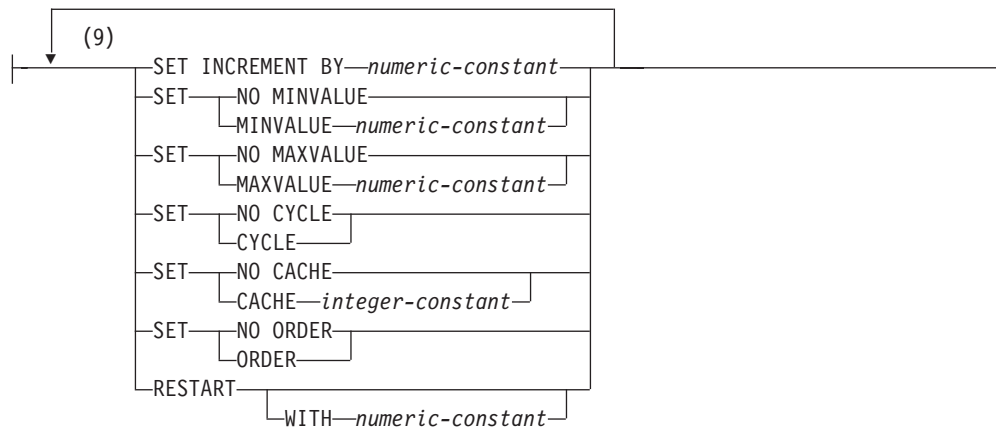 (9)
SET INCREMENT BY numeric-constant
SET NO MINVALUE
MINVALUE numeric-constant
SET NO MAXVALUE
MAXVALUE numeric-constant
SET NO CYCLE
CYCLE
SET NO CACHE
CACHE integer-constant
SET NO ORDER
ORDER
RESTART
WITH numeric-constant